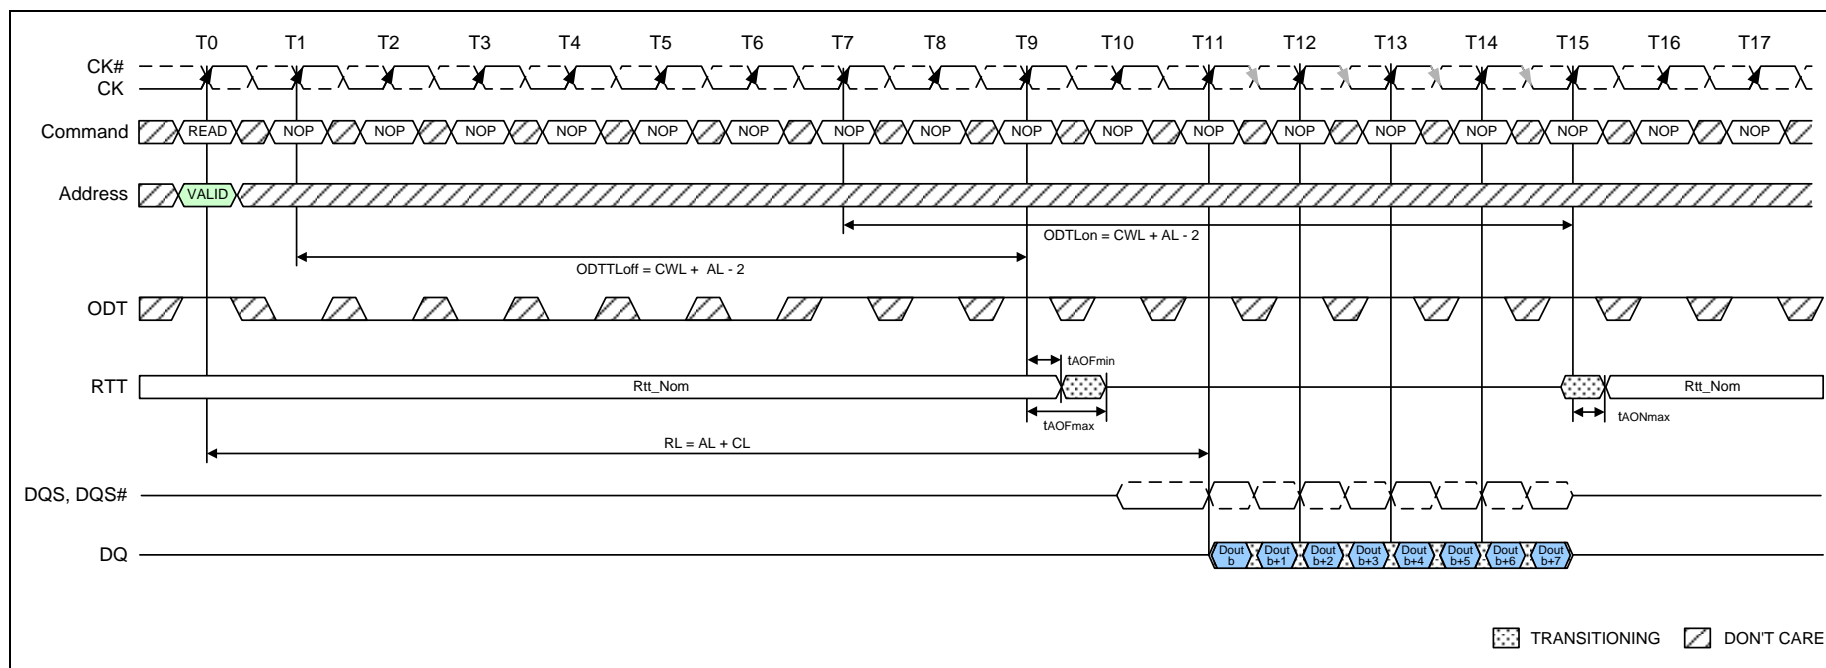 T0 T1 T2 T3 T4 T5 T6 T7 T8 T9 T10 T11 T12 T13 T14 T15 T16 T17
CK#
CK
Command READ NOP NOP NOP NOP NOP NOP NOP NOP NOP NOP NOP NOP NOP NOP NOP NOP NOP
Address VALID
ODTLon = CWL + AL - 2
ODTTLoff = CWL + AL - 2
ODT
tAOFmin
RTT Rtt_Nom Rtt_Nom
tAOFmax tAONmax
RL = AL + CL
DQS, DQS#
DQ Dout b Dout b+1 Dout b+2 Dout b+3 Dout b+4 Dout b+5 Dout b+6 Dout b+7
TRANSITIONING DON'T CARE